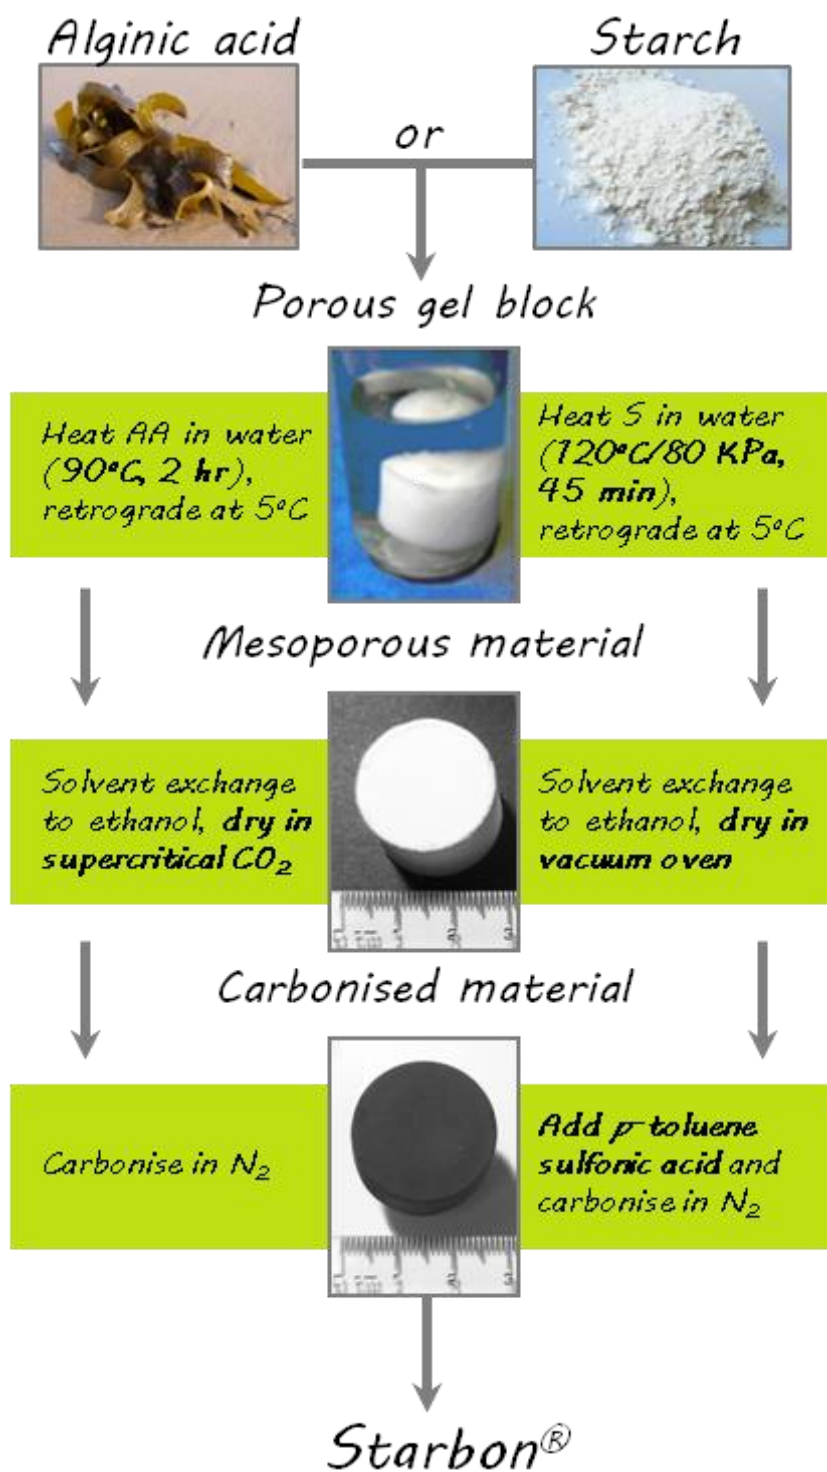 Alginic acid
Starch
or
Porous gel block
Heat AA in water
(90°C, 2 hr),
retrograde at 5°C
Heat S in water
(120°C/80 KPa,
45 min),
retrograde at 5°C
Mesoporous material
Solvent exchange
to ethanol, dry in
supercritical CO₂
Solvent exchange
to ethanol, dry in
vacuum oven
Carbonised material
Carbonise in N₂
Add p-toluene
sulfonic acid and
carbonise in N₂
Starbon®